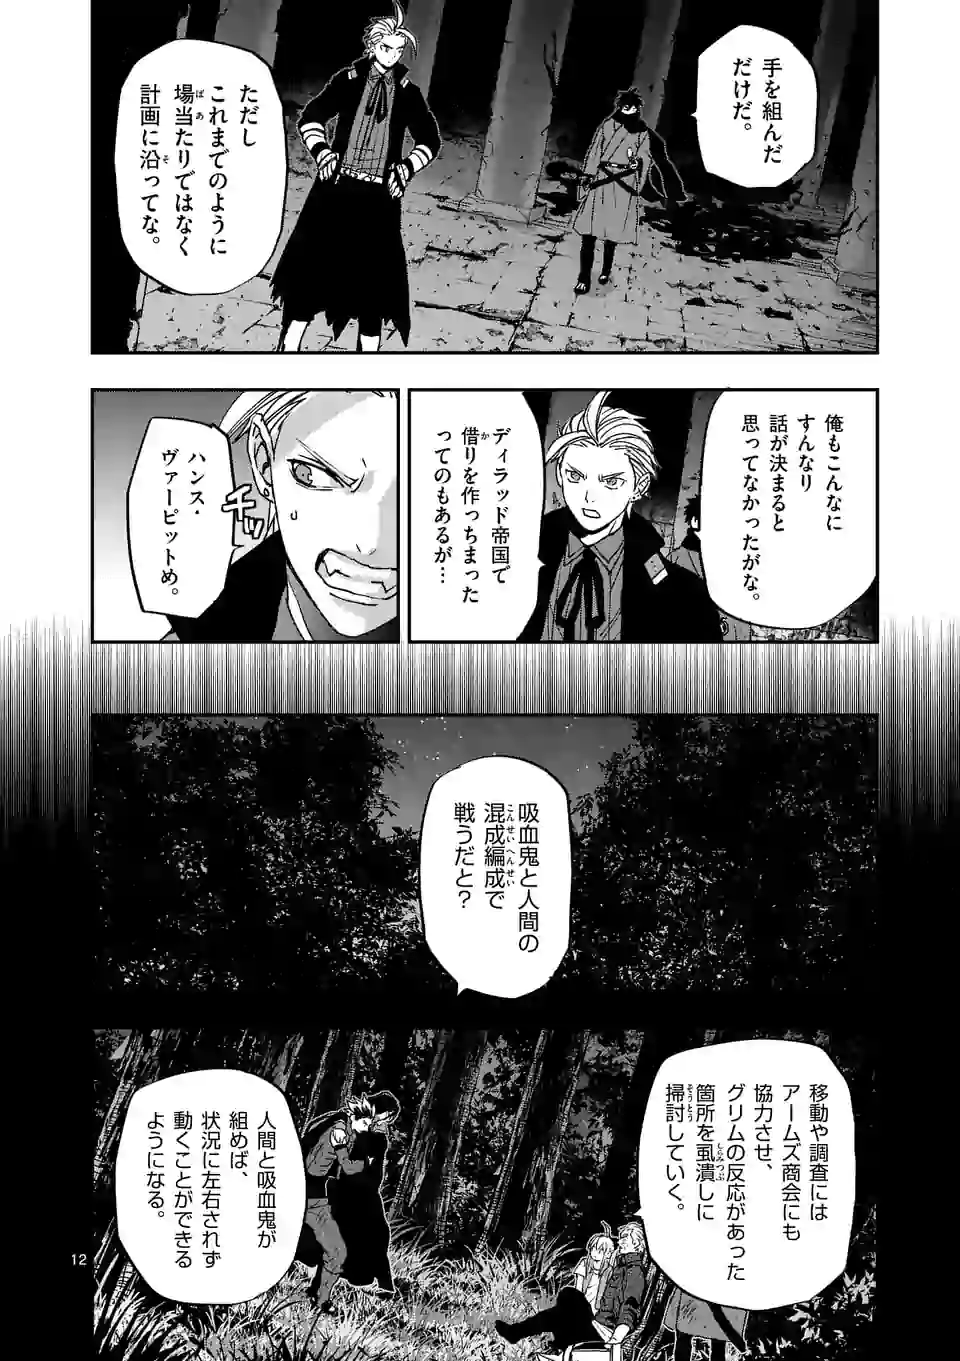 手を組んだ
だけだ。
ただし
これまでのように
場当たりではなく
計画に沿ってな。
俺もこんなに
すんなり
話が決まると
思ってなかったがな。
ディラッド帝国で
借りを作っちまった
ってのもあるが…
ハンス・
ヴァーピットめ。
チッ
吸血鬼と人間の
混成編成で
戦うだと?
移動や調査には
アームズ商会にも
協力させ、
グリムの反応があった
箇所を虱潰しに
掃討していく。
人間と吸血鬼が
組めば、
状況に左右されず
動くことができる
ようになる。
12